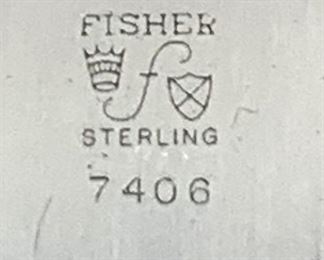 FISHER
f
STERLING
7406